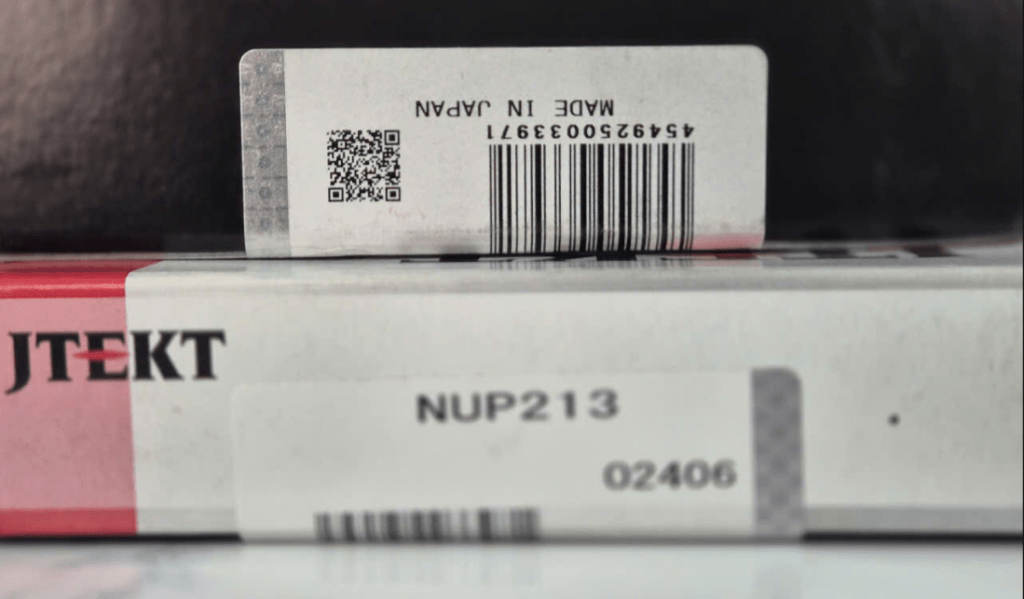 MADE IN JAPAN
4549250033971
JTEKT
NUP213
02406